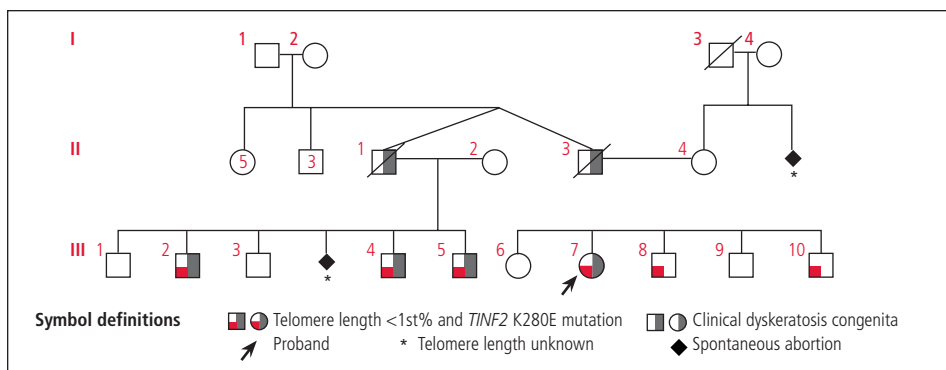 I 1 2 3 4
II 5 3 1 2 3 4 *
III 1 2 3 * 4 5 6 7 8 9 10
Symbol definitions Telomere length <1st% and TINF2 K280E mutation Clinical dyskeratosis congenita
Proband * Telomere length unknown Spontaneous abortion